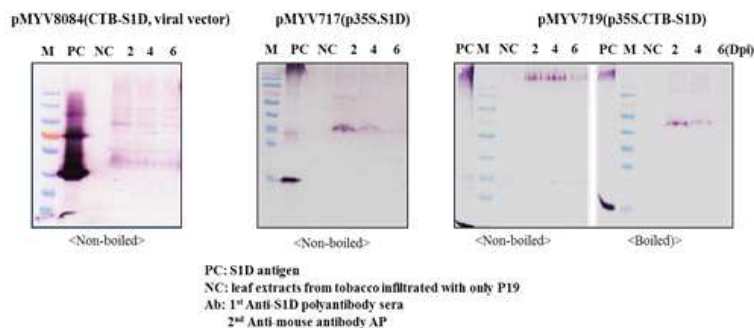 pMYV8084(CTB-S1D, viral vector)
pMYV717(p35S.S1D)
pMYV719(p35S.CTB-S1D)
M PC NC 2 4 6
M PC NC 2 4 6
PC M NC 2 4 6 M NC 2 4 6(Dpi)
<Non-boiled>
<Non-boiled>
<Non-boiled>
<Boiled)>
PC: S1D antigen
NC: leaf extracts from tobacco infiltrated with only P19
Ab: 1st Anti-S1D polyantibody sera
2nd Anti-mouse antibody AP